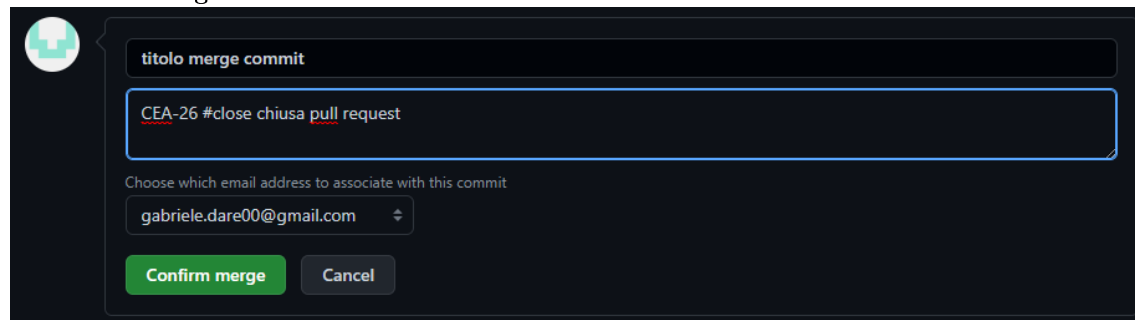 titolo merge commit
CEA-26 #close chiusa pull request
Choose which email address to associate with this commit
gabriele.dare00@gmail.com
Confirm merge
Cancel